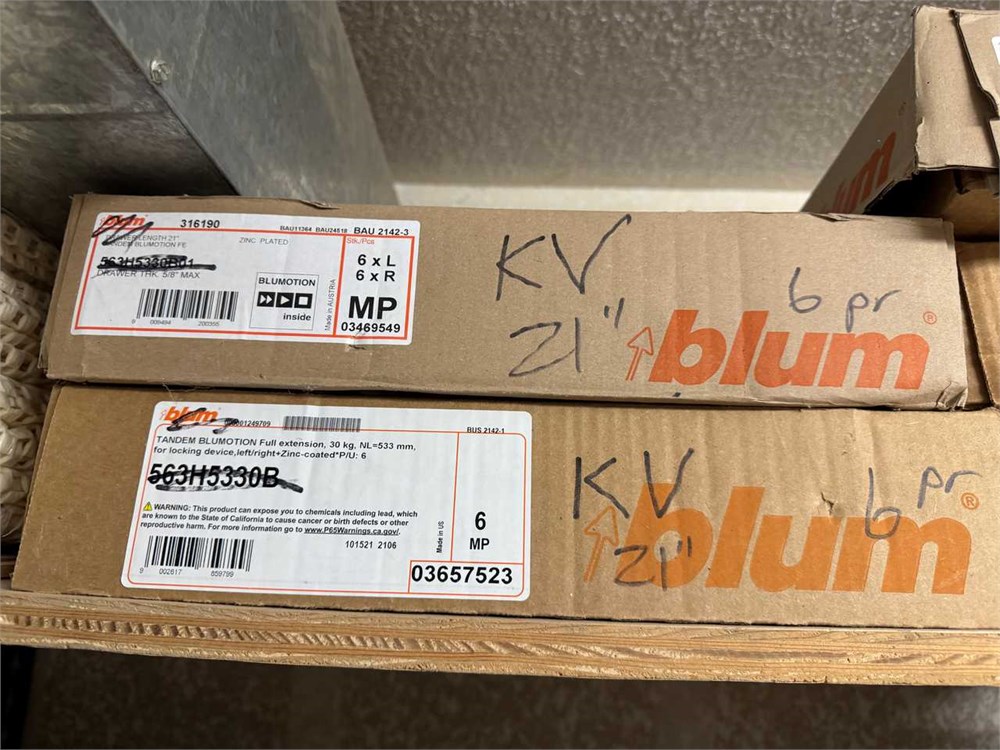 blum
316190
BAU11364 BAU24518 BAU 2142-3
LENGTH 21"
TANDEM BLUMOTION FE
ZINC PLATED
563H5330B01
DRAWER THK. 5/8" MAX
BLUMOTION
inside
Made in AUSTRIA
Stk/Pcs
6 x L
6 x R
MP
03469549
KV
21"
6 pr
blum®
blum
01249709
BUS 2142-1
TANDEM BLUMOTION Full extension, 30 kg, NL=533 mm,
for locking device,left/right+Zinc-coated*P/U: 6
563H5330B
WARNING: This product can expose you to chemicals including lead, which
are known to the State of California to cause cancer or birth defects or other
reproductive harm. For more information go to www.P65Warnings.ca.gov/.
101521 2106
9 002617 859799
Made in US
6
MP
03657523
KV
21"
6 pr
blum®